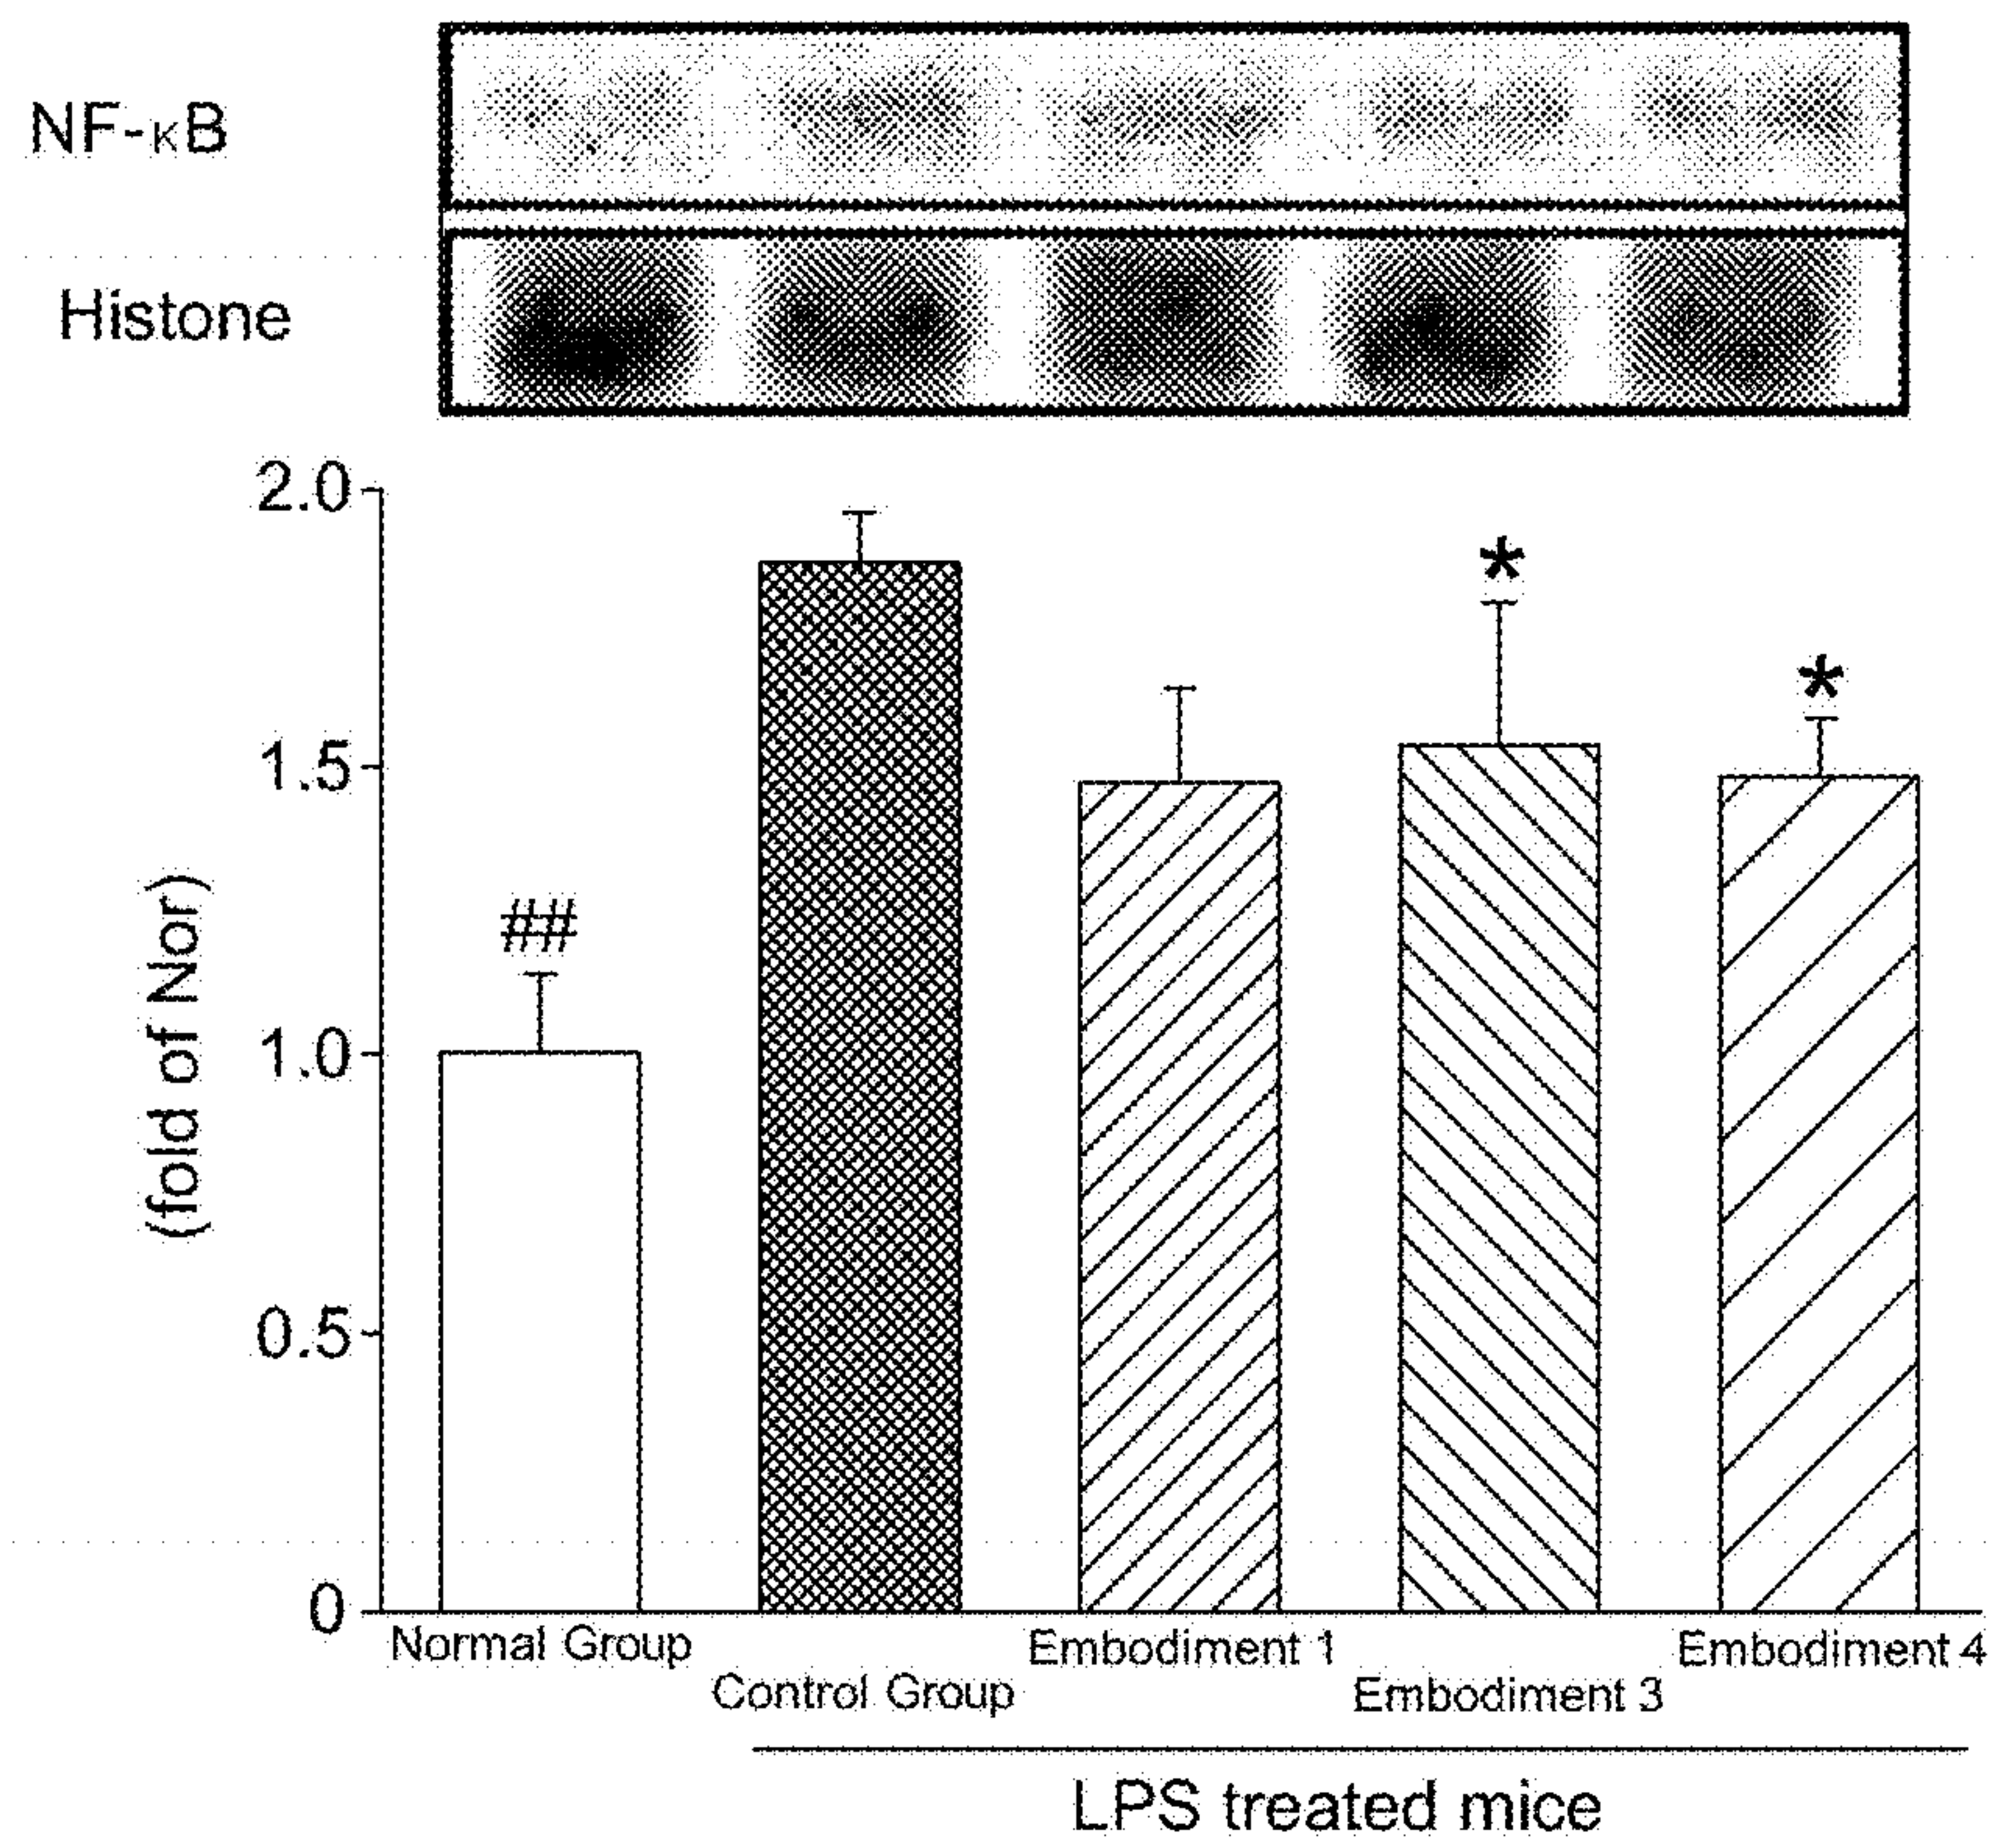 NF-κB
Histone
2.0
1.5
1.0
0.5
0
(fold of Nor)
##
*
*
Normal Group
Control Group
Embodiment 1
Embodiment 3
Embodiment 4
LPS treated mice